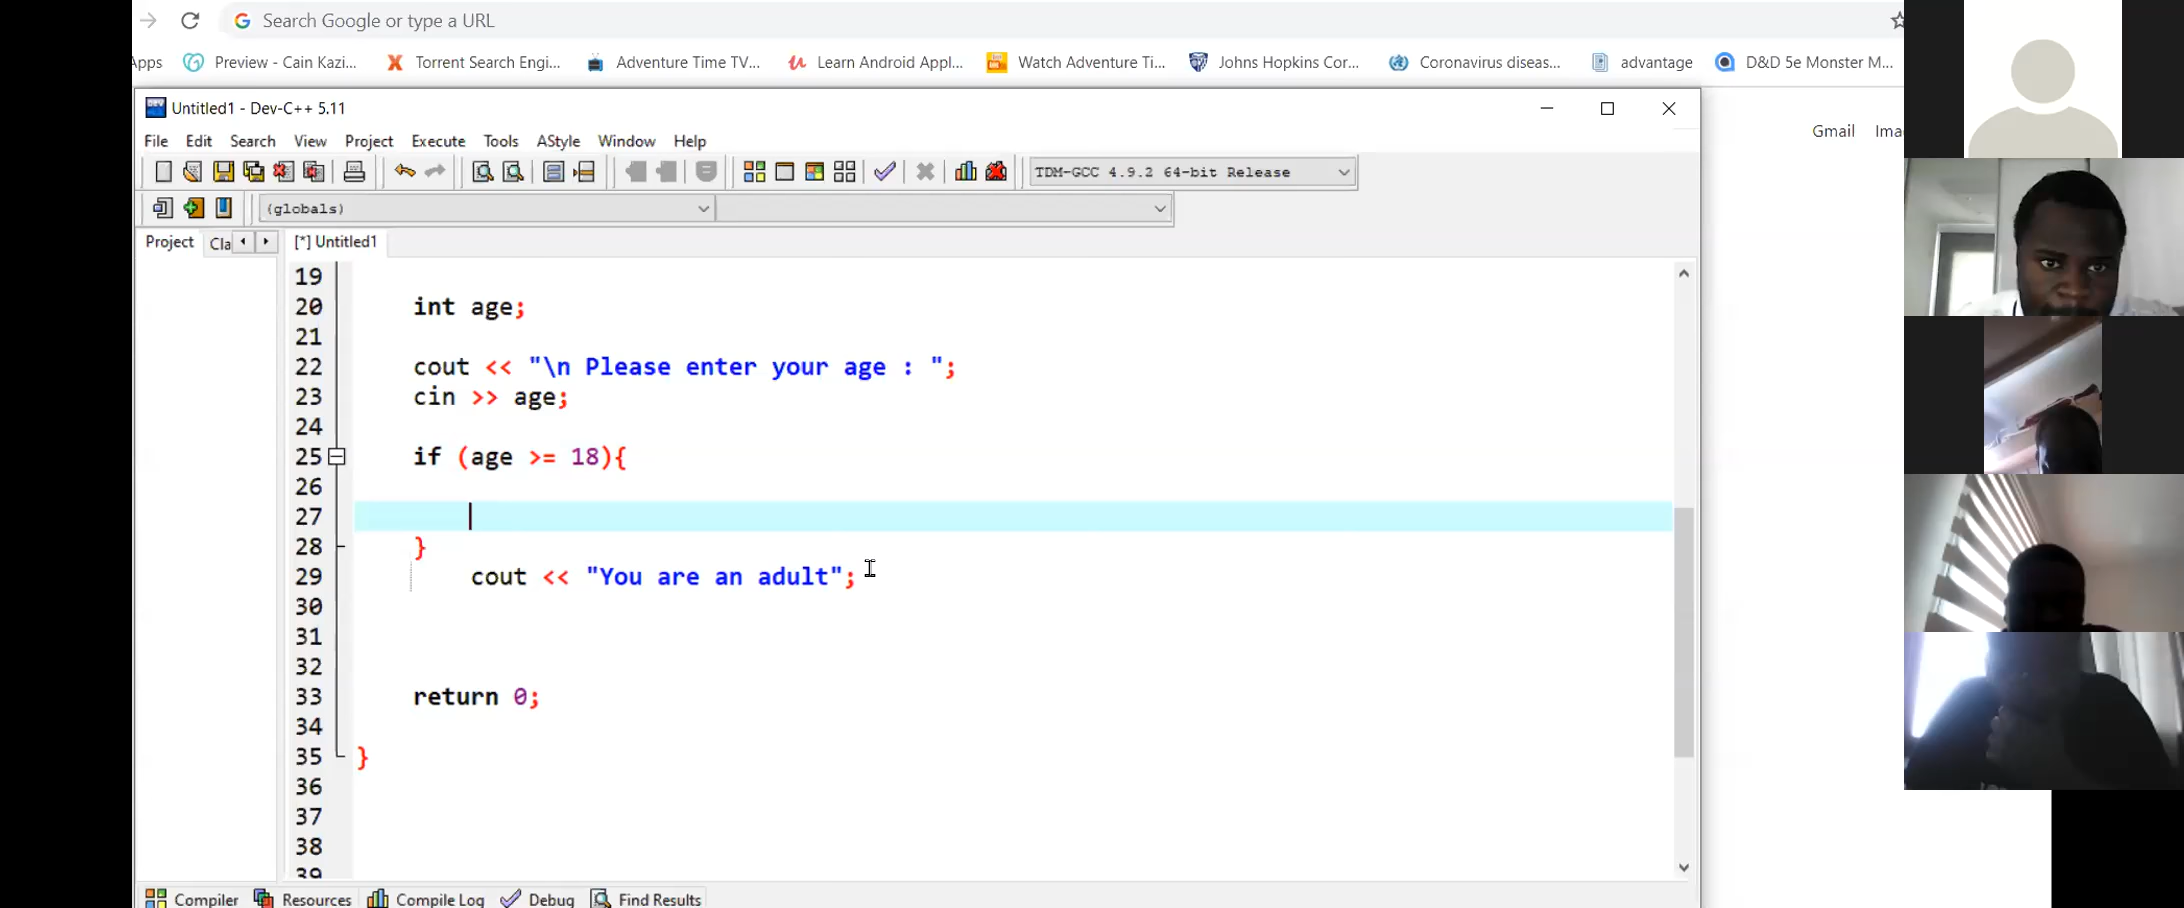 Search Google or type a URL
Apps Preview - Cain Kazi... Torrent Search Engi... Adventure Time TV... Learn Android Appl... Watch Adventure Ti... Johns Hopkins Cor... Coronavirus diseas... advantage D&D 5e Monster M...
Untitled1 - Dev-C++ 5.11
Gmail Ima
File Edit Search View Project Execute Tools AStyle Window Help
TDM-GCC 4.9.2 64-bit Release
(globals)
Project Cla [*] Untitled1
19
20 int age;
21
22 cout << "\n Please enter your age : ";
23 cin >> age;
24
25 if (age >= 18){
26
27
28 }
29 cout << "You are an adult";
30
31
32
33 return 0;
34
35 }
36
37
38
39
Compiler Resources Compile Log Debug Find Results